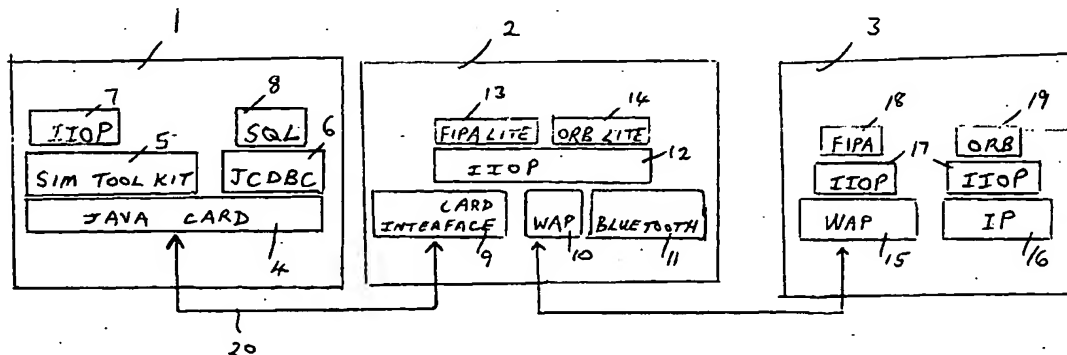 1
2
3
7
8
IIOP
SQL
5
6
SIM TOOL KIT
JCDBC
JAVA CARD
4
20
13
14
FIPA LITE
ORB LITE
12
IIOP
CARD
INTERFACE
WAP
BLUETOOTH
9
10
11
18
19
FIPA
ORB
17
IIOP
IIOP
WAP
IP
15
16